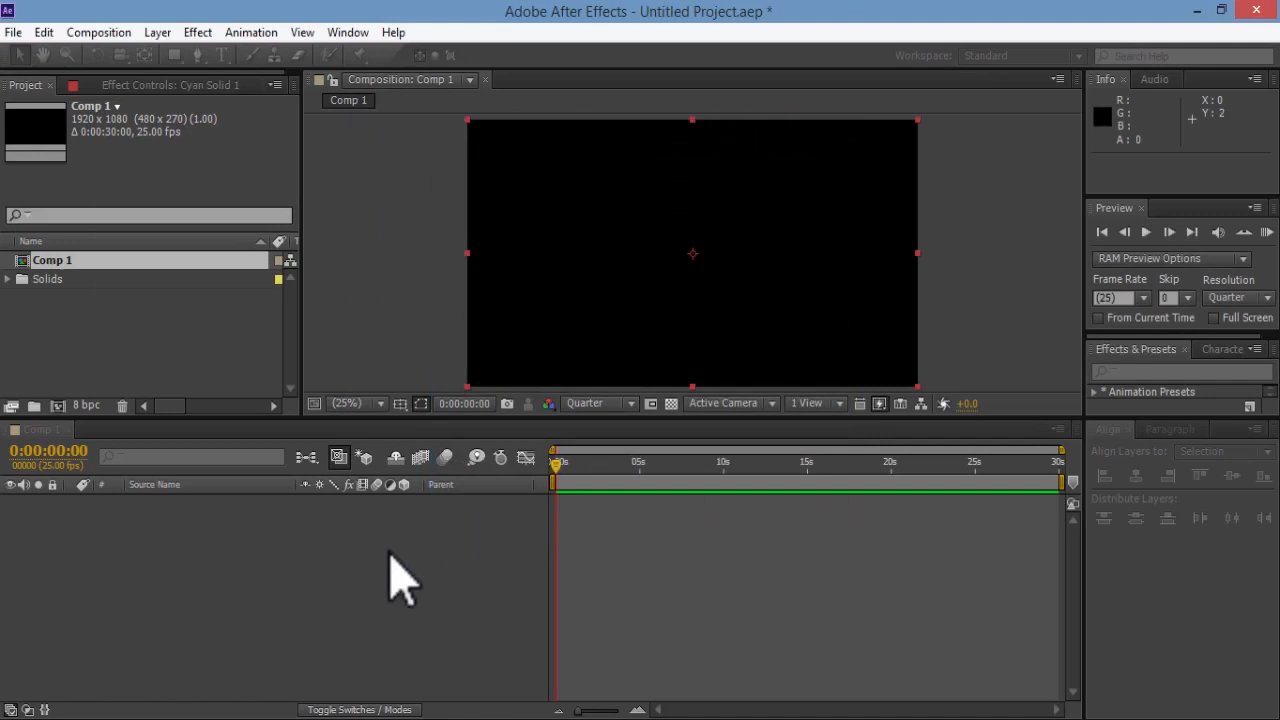 Ae
Adobe After Effects - Untitled Project.aep *
File Edit Composition Layer Effect Animation View Window Help
Workspace: Standard Search Help
Project Effect Controls: Cyan Solid 1
Composition: Comp 1
Info Audio
Comp 1
1920 x 1080 (480 x 270) (1.00)
Δ 0:00:30:00, 25.00 fps
Comp 1
R:
G:
B:
A: 0
X: 0
Y: 2
Preview
Name T
RAM Preview Options
Comp 1
Frame Rate Skip Resolution
Solids
(25) 0 Quarter
From Current Time Full Screen
Effects & Presets Characte
* Animation Presets
8 bpc
(25%) 0:00:00:00 Quarter Active Camera 1 View +0.0
Comp 1
Align Paragraph
0:00:00:00
00000 (25.00 fps)
:00s 05s 10s 15s 20s 25s 30s
Align Layers to: Selection
# Source Name fx Parent
Distribute Layers:
Toggle Switches / Modes